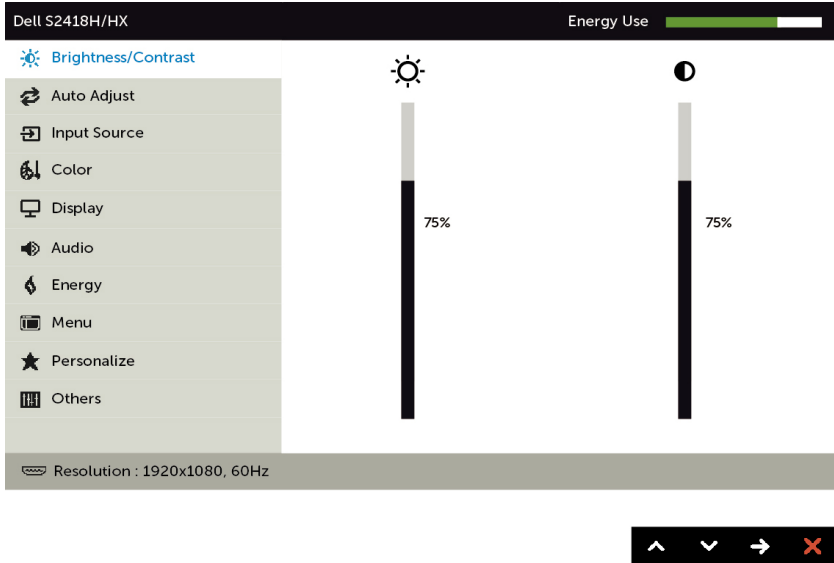 Dell S2418H/HX
Energy Use
Brightness/Contrast
Auto Adjust
Input Source
Color
Display
Audio
Energy
Menu
Personalize
Others
75%
75%
Resolution : 1920x1080, 60Hz